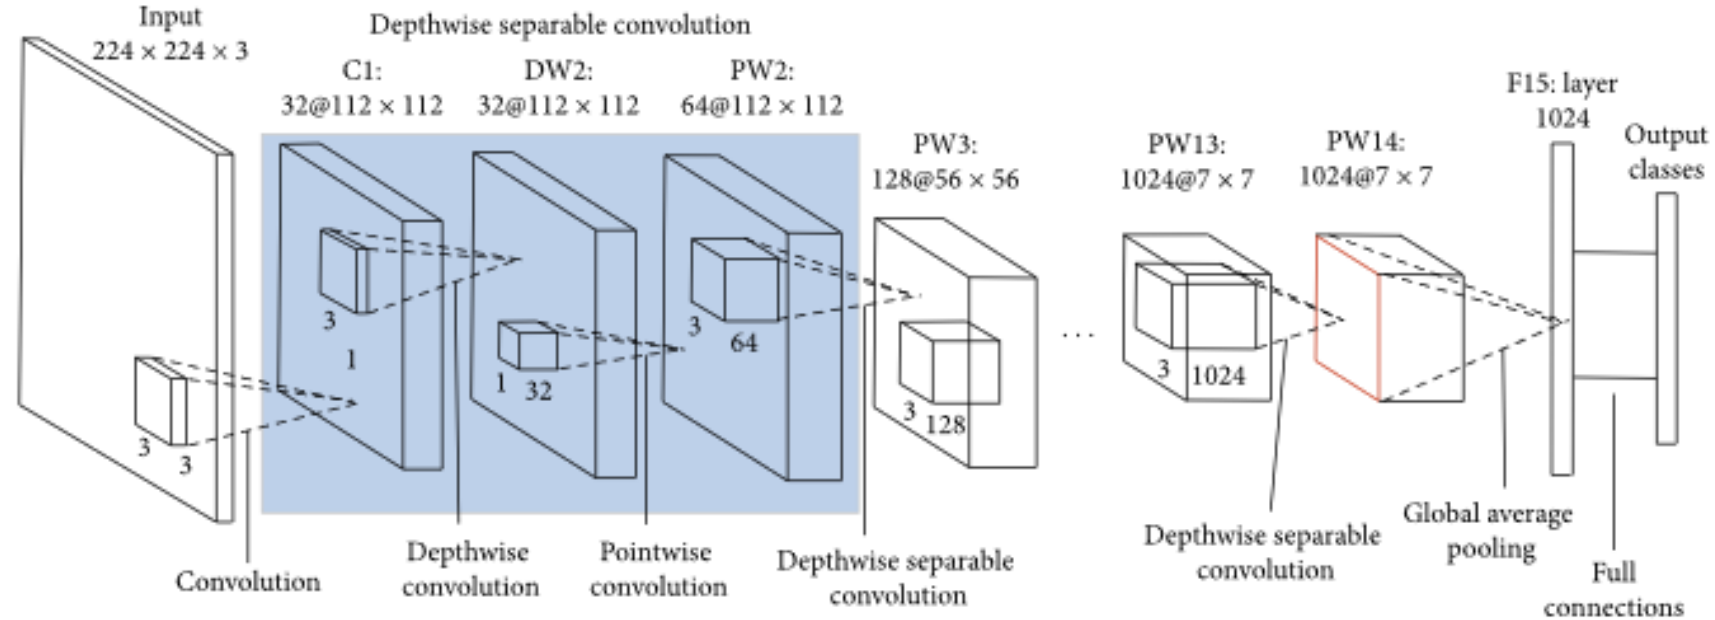 Input
224 × 224 × 3
Depthwise separable convolution
C1:
32@112 × 112
DW2:
32@112 × 112
PW2:
64@112 × 112
PW3:
128@56 × 56
PW13:
1024@7 × 7
PW14:
1024@7 × 7
F15: layer
1024
Output
classes
3
3
3
1
1
32
3
64
3
128
...
3
1024
Convolution
Depthwise
convolution
Pointwise
convolution
Depthwise separable
convolution
Depthwise separable
convolution
Global average
pooling
Full
connections